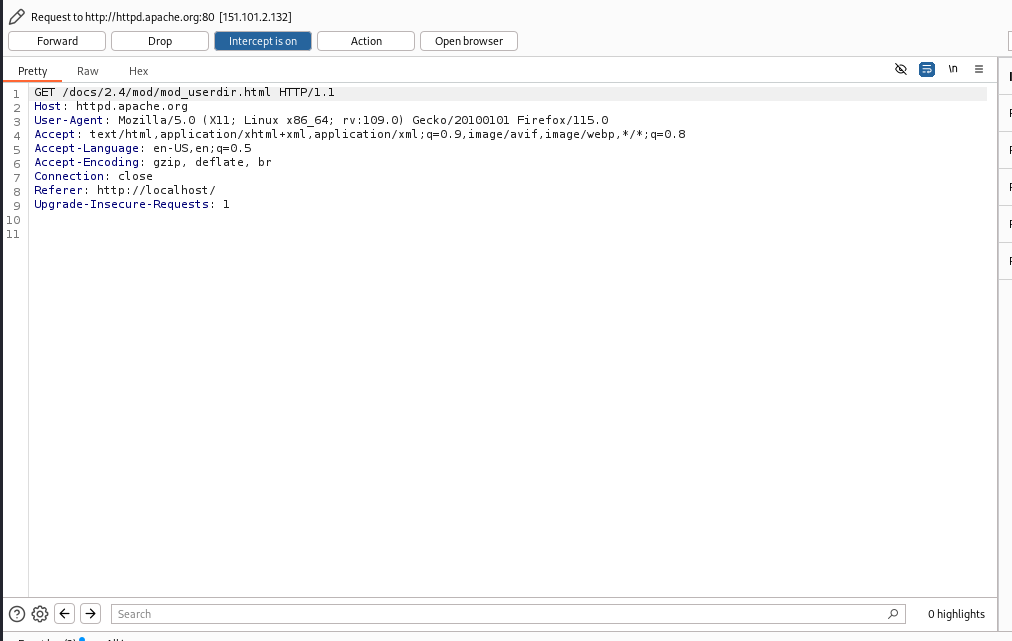 Request to http://httpd.apache.org:80 [151.101.2.132]
Forward Drop Intercept is on Action Open browser
Pretty Raw Hex \n
1 GET /docs/2.4/mod/mod_userdir.html HTTP/1.1
2 Host: httpd.apache.org
3 User-Agent: Mozilla/5.0 (X11; Linux x86_64; rv:109.0) Gecko/20100101 Firefox/115.0
4 Accept: text/html,application/xhtml+xml,application/xml;q=0.9,image/avif,image/webp,*/*;q=0.8
5 Accept-Language: en-US,en;q=0.5
6 Accept-Encoding: gzip, deflate, br
7 Connection: close
8 Referer: http://localhost/
9 Upgrade-Insecure-Requests: 1
10
11
Search 0 highlights